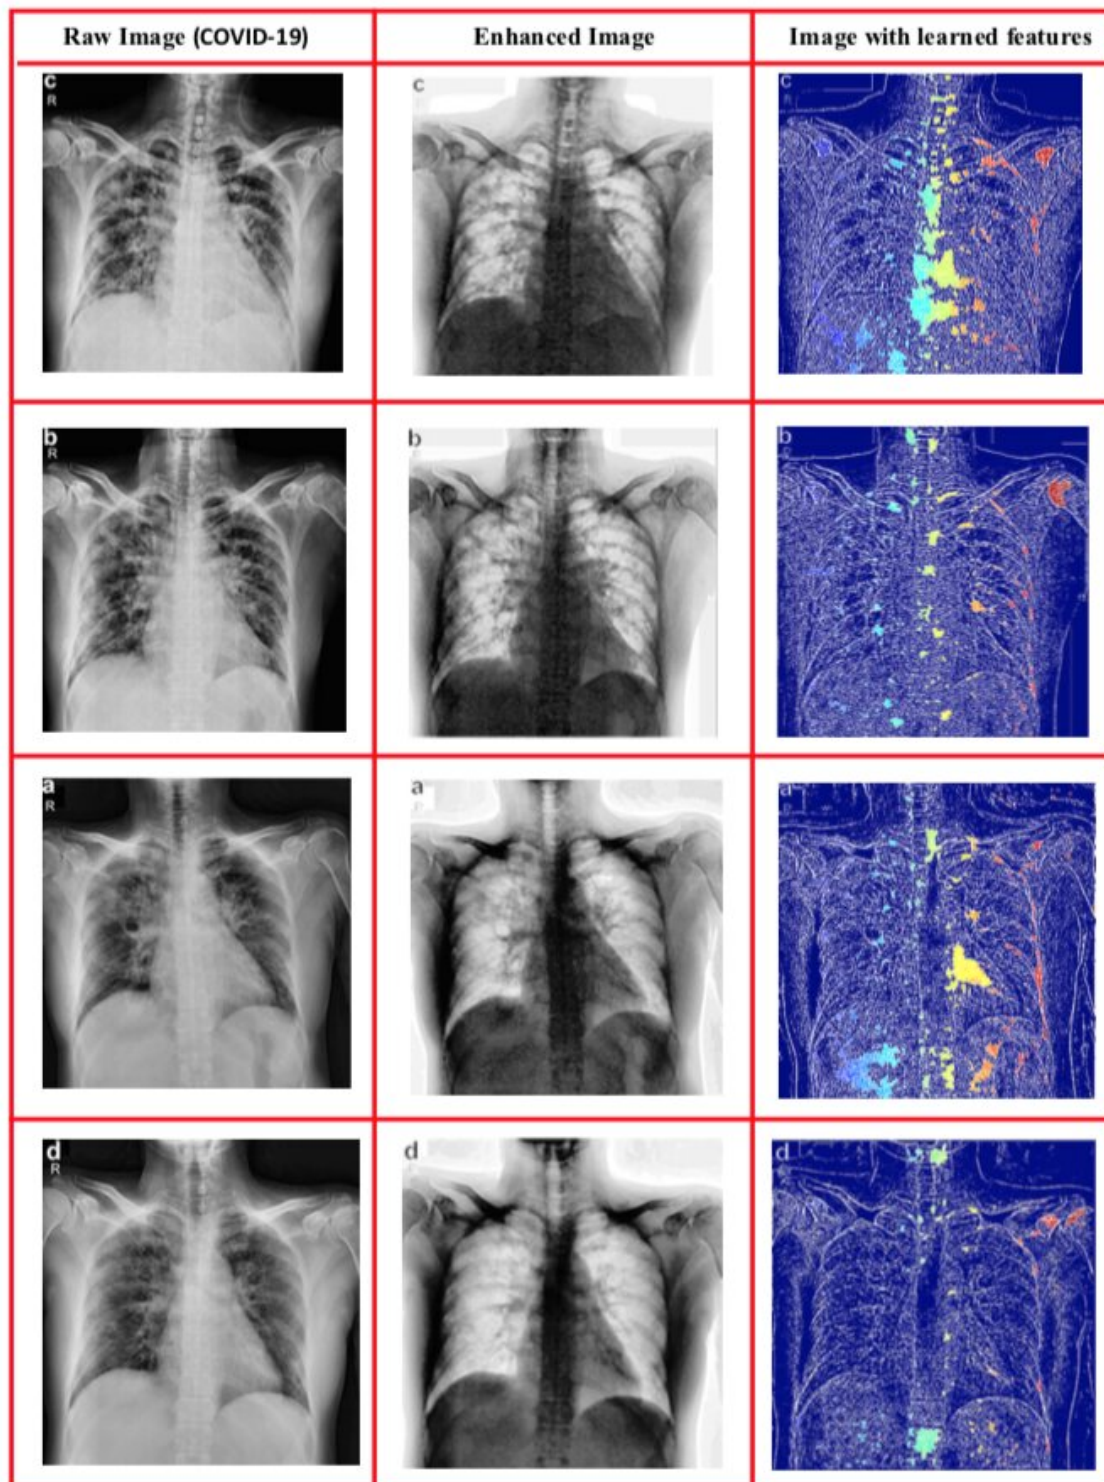 Raw Image (COVID-19) Enhanced Image Image with learned features
c c c
R R
b b b
R
a a a
R
d d d
R R